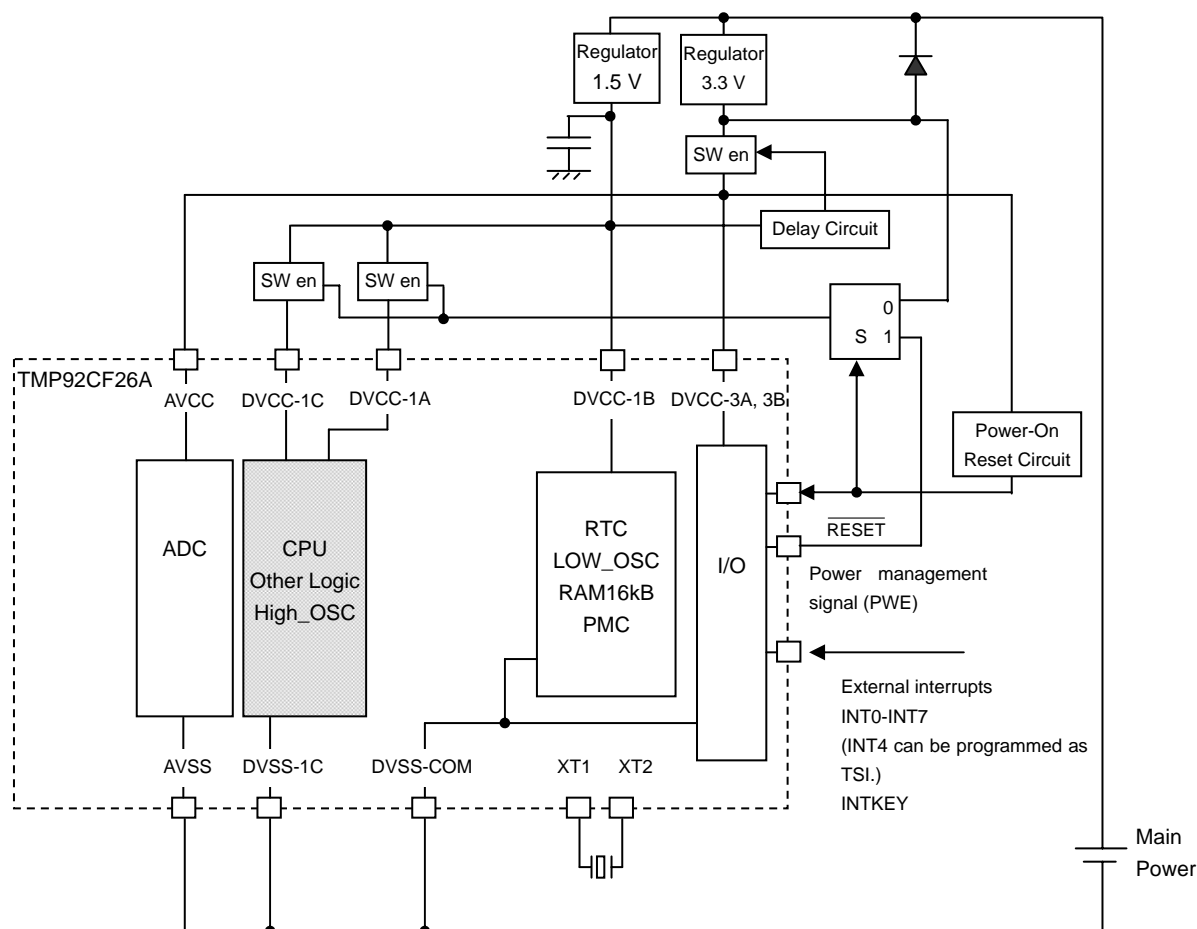 Regulator
1.5 V
Regulator
3.3 V
SW en
Delay Circuit
SW en
SW en
0
S 1
TMP92CF26A
AVCC
DVCC-1C
DVCC-1A
DVCC-1B
DVCC-3A, 3B
Power-On
Reset Circuit
ADC
CPU
Other Logic
High_OSC
RTC
LOW_OSC
RAM16kB
PMC
I/O
RESET
Power management
signal (PWE)
External interrupts
INT0-INT7
(INT4 can be programmed as
TSI.)
INTKEY
AVSS
DVSS-1C
DVSS-COM
XT1
XT2
Main
Power